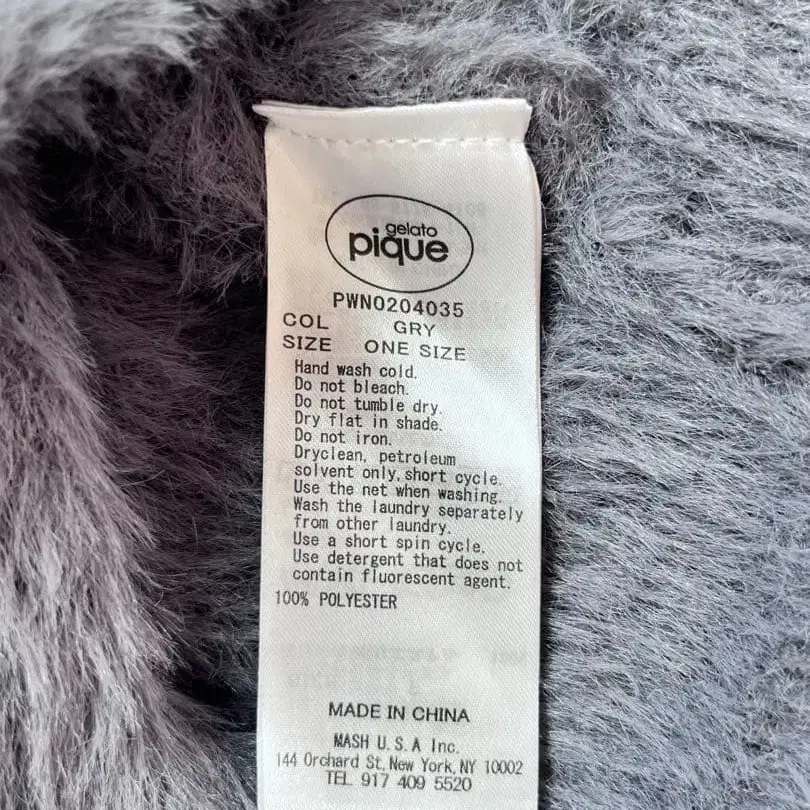 gelato
pique
PWN0204035
COL GRY
SIZE ONE SIZE
Hand wash cold.
Do not bleach.
Do not tumble dry.
Dry flat in shade.
Do not iron.
Dryclean, petroleum
solvent only, short cycle.
Use the net when washing.
Wash the laundry separately
from other laundry.
Use a short spin cycle.
Use detergent that does not
contain fluorescent agent.
100% POLYESTER
MADE IN CHINA
MASH U.S.A Inc.
144 Orchard St, New York, NY 10002
TEL 917 409 5520